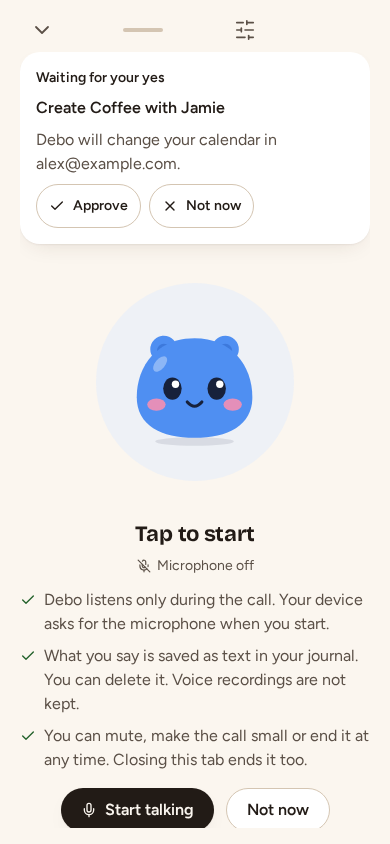 Waiting for your yes
Create Coffee with Jamie
Debo will change your calendar in
alex@example.com.
Approve
Not now
Tap to start
Microphone off
Debo listens only during the call. Your device
asks for the microphone when you start.
What you say is saved as text in your journal.
You can delete it. Voice recordings are not
kept.
You can mute, make the call small or end it at
any time. Closing this tab ends it too.
Start talking
Not now